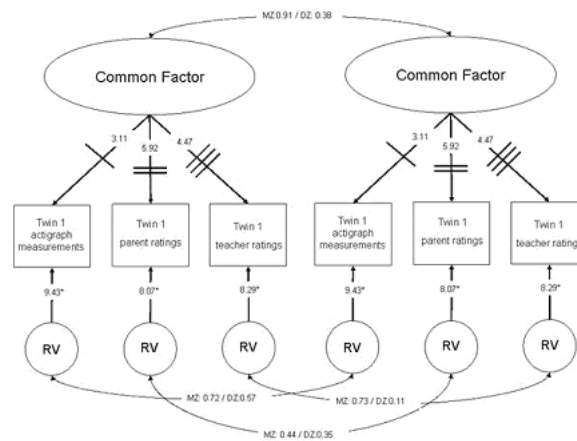 MZ:0.91 / DZ: 0.38
Common Factor
Common Factor
3.11
5.92
4.47
3.11
5.92
4.47
Twin 1
actigraph
measurements
Twin 1
parent ratings
Twin 1
teacher ratings
Twin 1
actigraph
measurements
Twin 1
parent ratings
Twin 1
teacher ratings
9.43*
8.07*
8.29*
9.43*
8.07*
8.29*
RV
RV
RV
RV
RV
RV
MZ: 0.72 / DZ:0.57
MZ: 0.73 / DZ:0.11
MZ: 0.44 / DZ:0.35